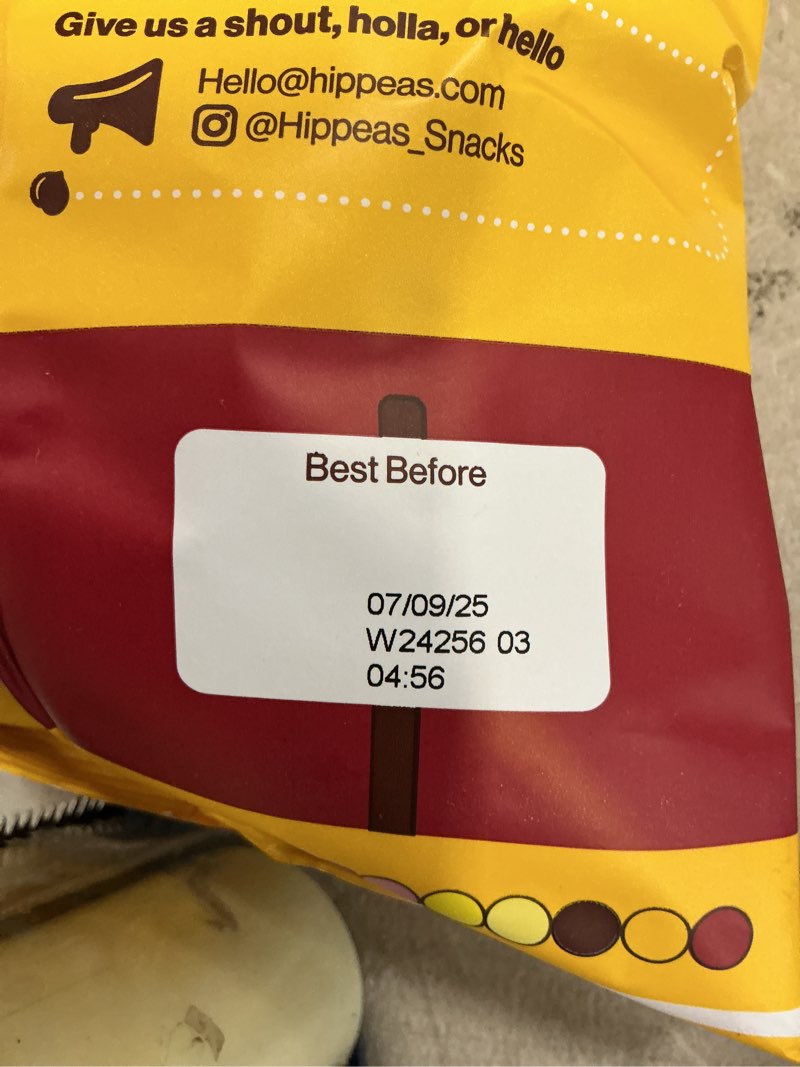 Give us a shout, holla, or hello
Hello@hippeas.com
@Hippeas_Snacks
Best Before
07/09/25
W24256 03
04:56